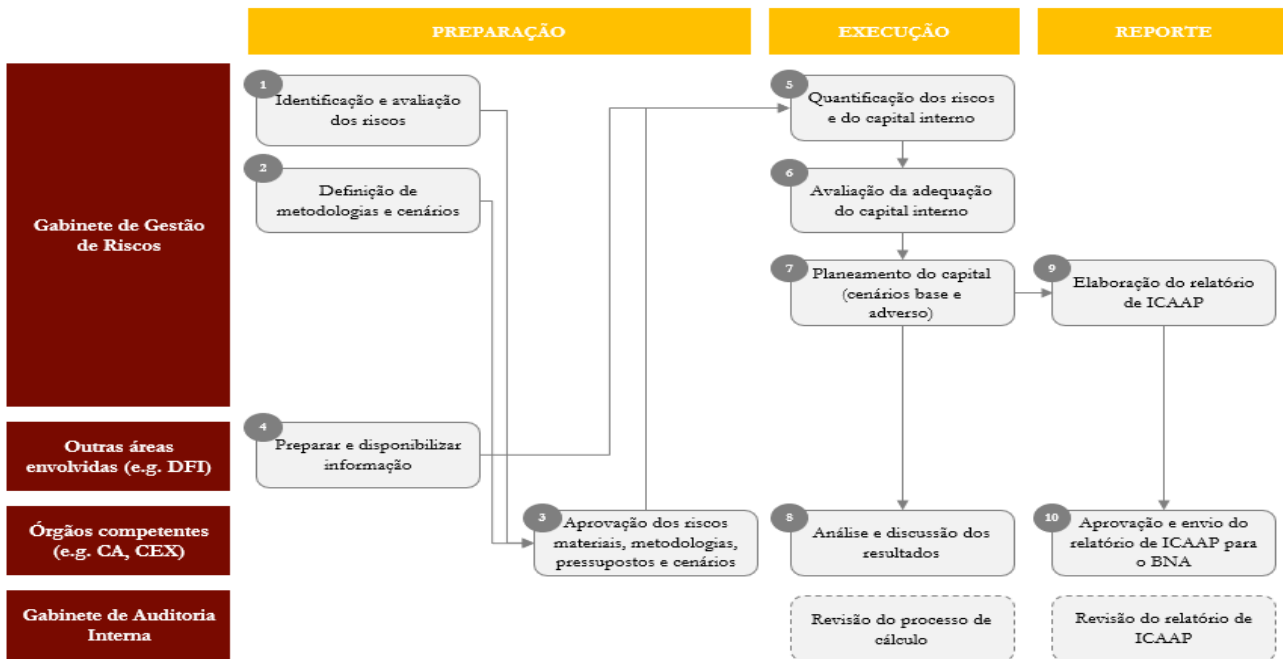 PREPARAÇÃO
EXECUÇÃO
REPORTE
Gabinete de Gestão
de Riscos
1
Identificação e avaliação
dos riscos
2
Definição de
metodologias e cenários
5
Quantificação dos riscos
e do capital interno
6
Avaliação da adequação
do capital interno
7
Planeamento do capital
(cenários base e
adverso)
9
Elaboração do relatório
de ICAAP
Outras áreas
envolvidas (e.g. DFI)
4
Preparar e disponibilizar
informação
Órgãos competentes
(e.g. CA, CEX)
3
Aprovação dos riscos
materiais, metodologias,
pressupostos e cenários
8
Análise e discussão dos
resultados
10
Aprovação e envio do
relatório de ICAAP para
o BNA
Gabinete de Auditoria
Interna
Revisão do processo de
cálculo
Revisão do relatório de
ICAAP